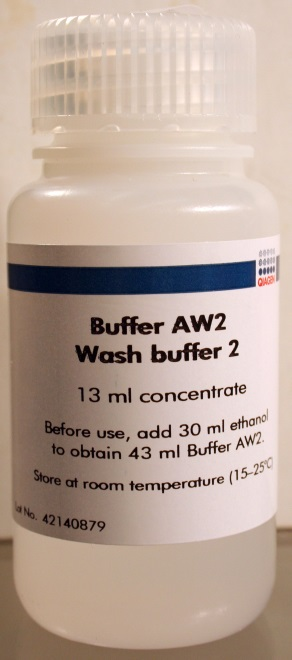 QIAGEN
Buffer AW2
Wash buffer 2
13 ml concentrate
Before use, add 30 ml ethanol
to obtain 43 ml Buffer AW2.
Store at room temperature (15–25°C)
Lot No. 42140879